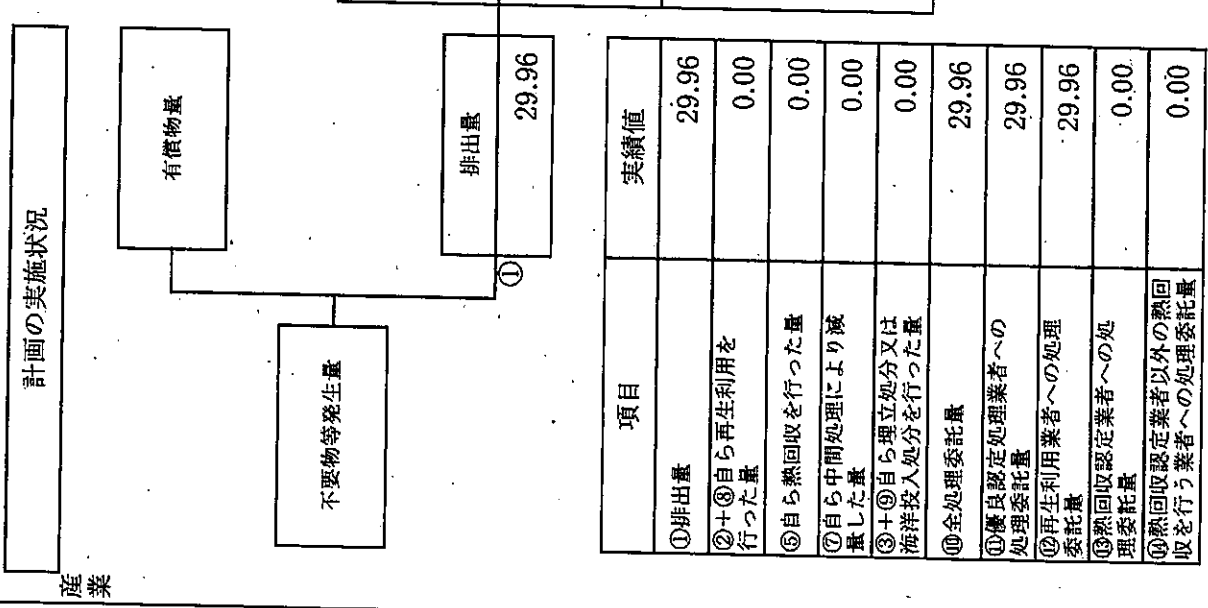 計画の実施状況
産
業
有償物量
不要物等発生量
排出量
29.96
①
項目 実績値
①排出量 29.96
②+⑧自ら再生利用を
行った量 0.00
⑤自ら熱回収を行った量 0.00
⑦自ら中間処理により減
量した量 0.00
③+⑨自ら埋立処分又は
海洋投入処分を行った量 0.00
⑩全処理委託量 29.96
⑪優良認定処理業者への
処理委託量 29.96
⑫再生利用業者への処理
委託量 29.96
⑬熱回収認定業者への処
理委託量 0.00
⑭熱回収認定業者以外の熱回
収を行う業者への処理委託量 0.00